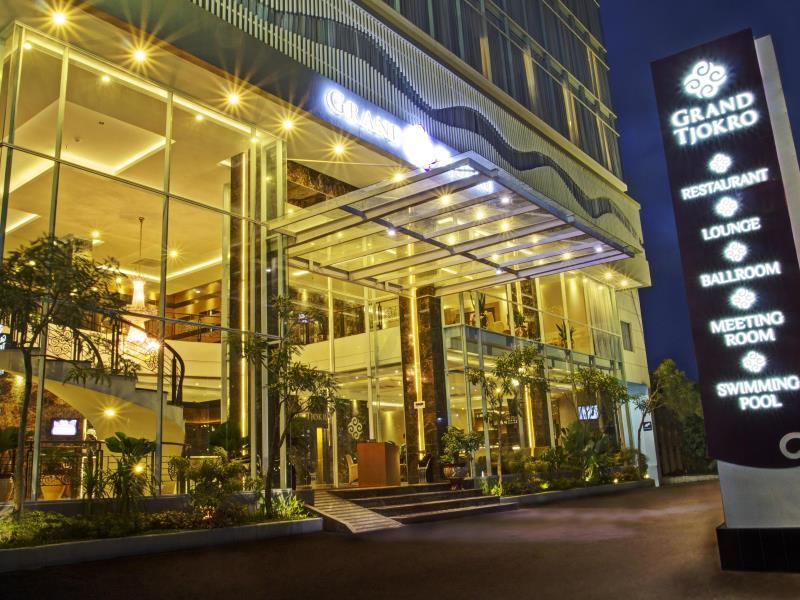 GRAND
GRAND
TJOKRO
RESTAURANT
LOUNGE
BALLROOM
MEETING
ROOM
SWIMMING
POOL